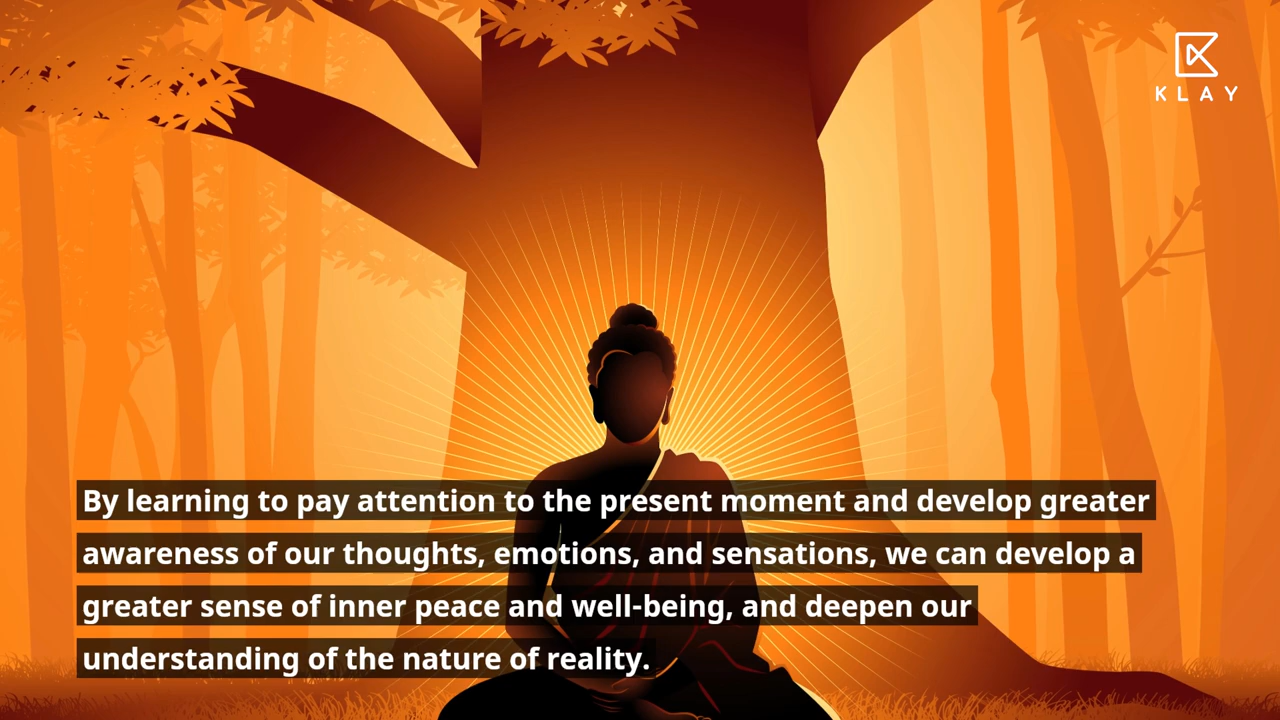 KLAY
By learning to pay attention to the present moment and develop greater
awareness of our thoughts, emotions, and sensations, we can develop a
greater sense of inner peace and well-being, and deepen our
understanding of the nature of reality.